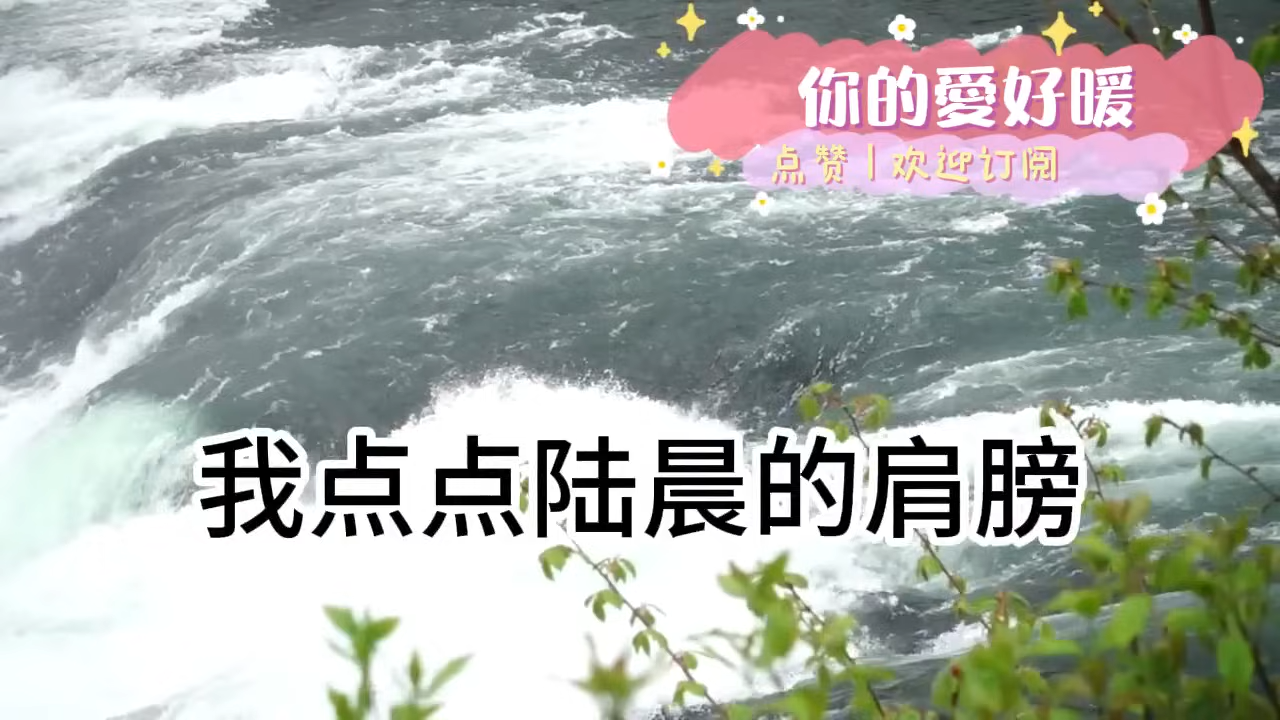 你的愛好暖
点赞 | 欢迎订阅
我点点陆晨的肩膀